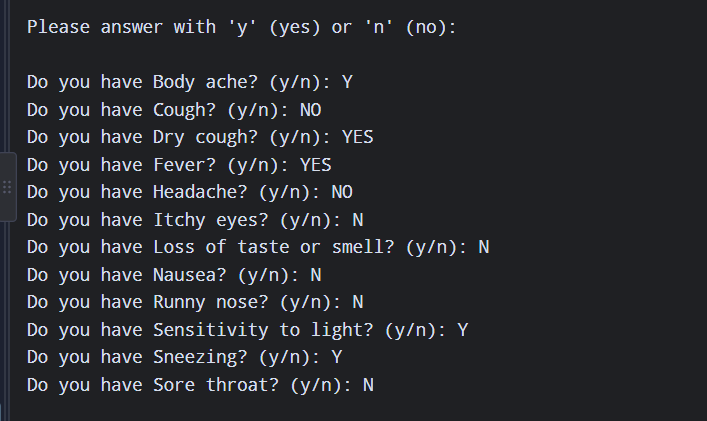 Please answer with 'y' (yes) or 'n' (no):
Do you have Body ache? (y/n): Y
Do you have Cough? (y/n): NO
Do you have Dry cough? (y/n): YES
Do you have Fever? (y/n): YES
Do you have Headache? (y/n): NO
Do you have Itchy eyes? (y/n): N
Do you have Loss of taste or smell? (y/n): N
Do you have Nausea? (y/n): N
Do you have Runny nose? (y/n): N
Do you have Sensitivity to light? (y/n): Y
Do you have Sneezing? (y/n): Y
Do you have Sore throat? (y/n): N